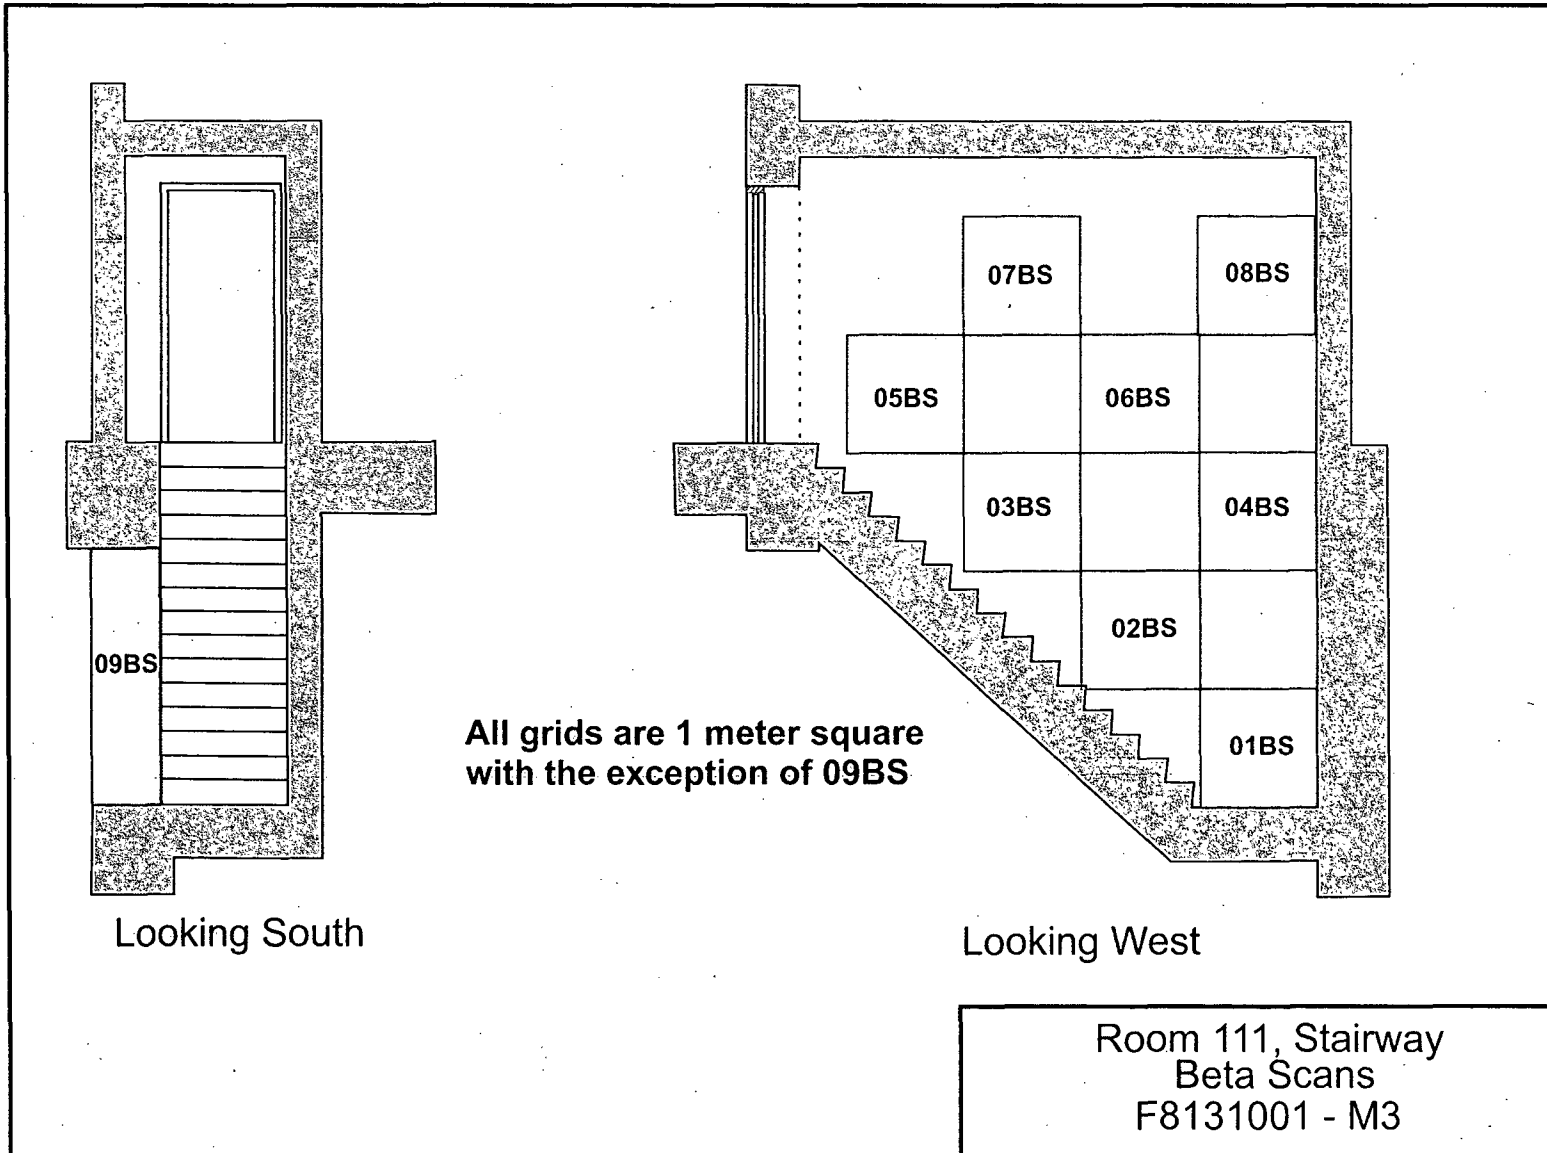 07BS
08BS
05BS
06BS
03BS
04BS
02BS
09BS
01BS
All grids are 1 meter square
with the exception of 09BS
Looking South
Looking West
Room 111, Stairway
Beta Scans
F8131001 - M3